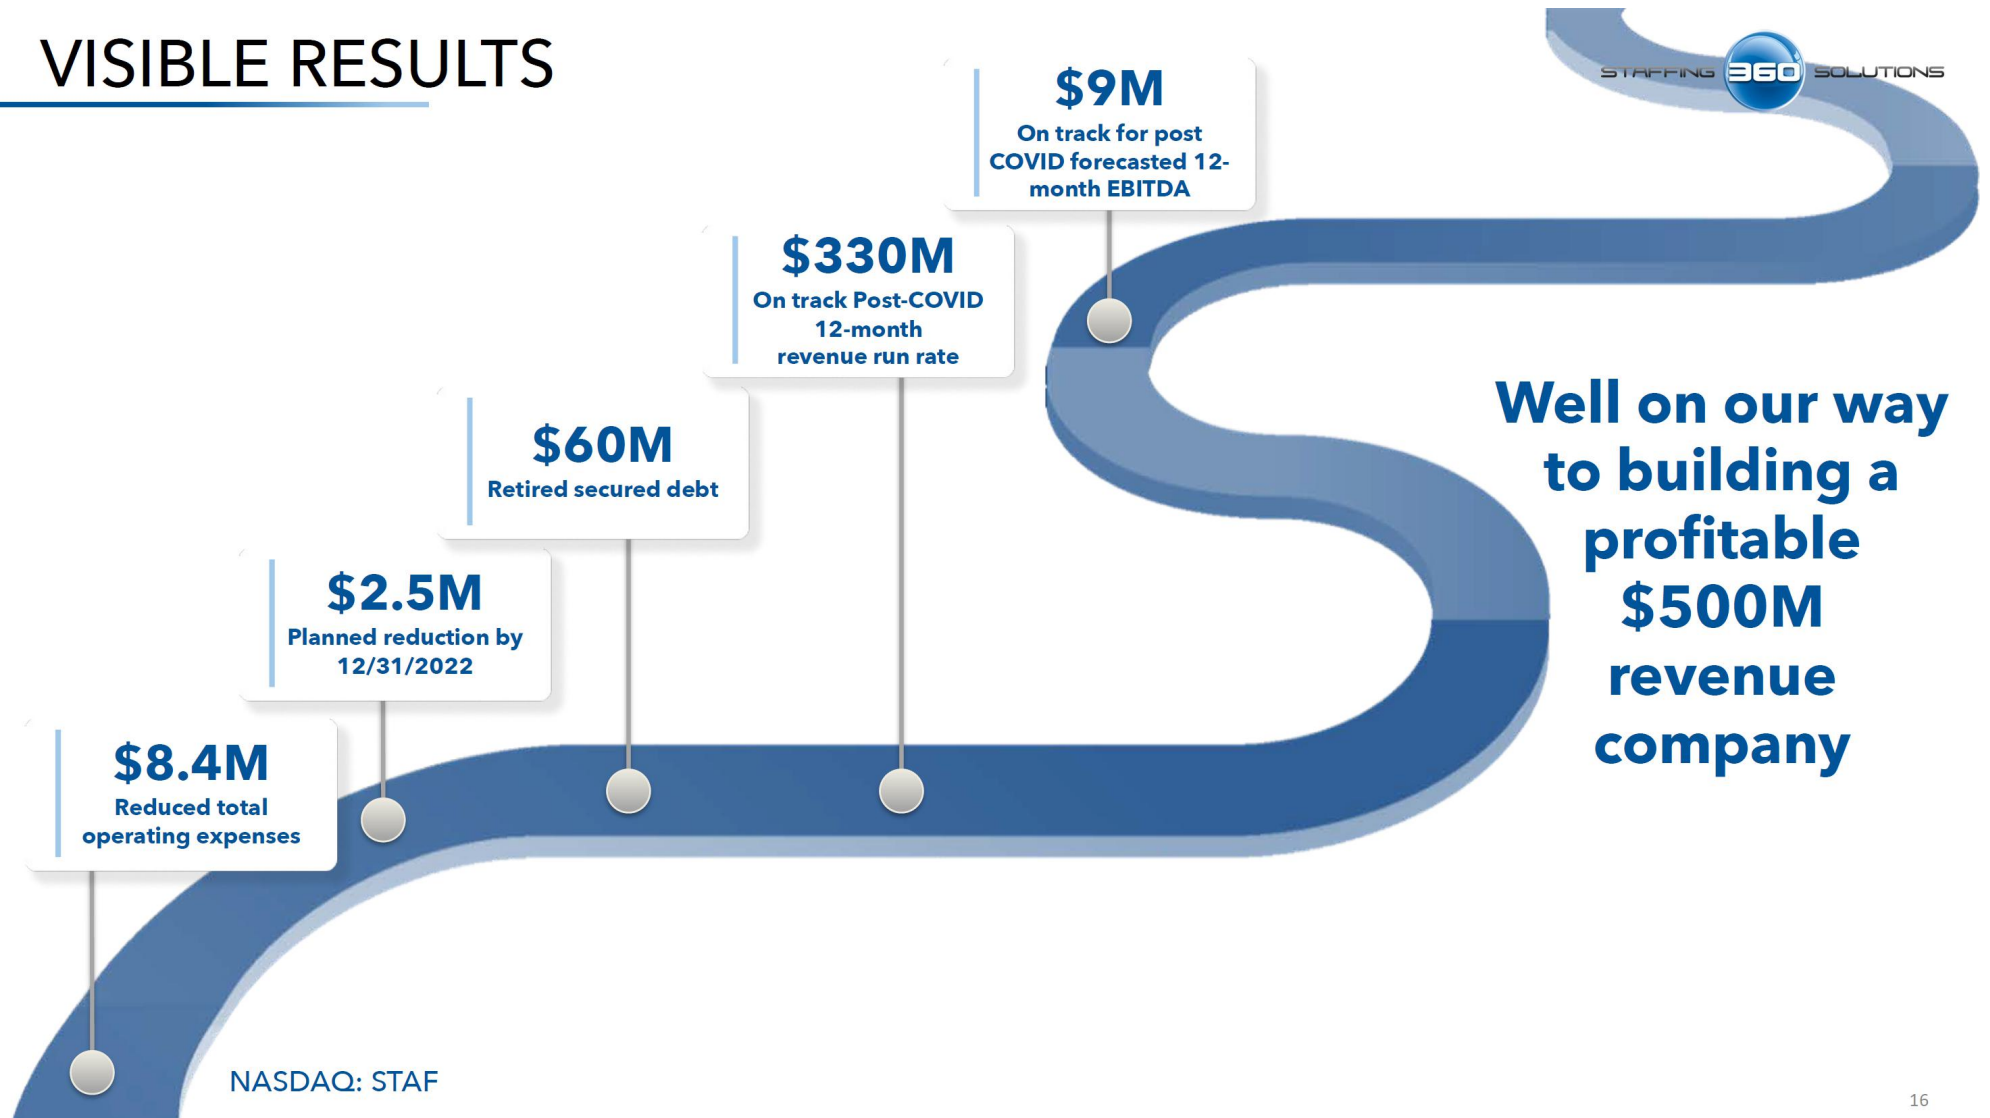 VISIBLE RESULTS
STAFFING 360 SOLUTIONS
$9M
On track for post
COVID forecasted 12-
month EBITDA
$330M
On track Post-COVID
12-month
revenue run rate
$60M
Retired secured debt
$2.5M
Planned reduction by
12/31/2022
$8.4M
Reduced total
operating expenses
Well on our way
to building a
profitable
$500M
revenue
company
NASDAQ: STAF
16